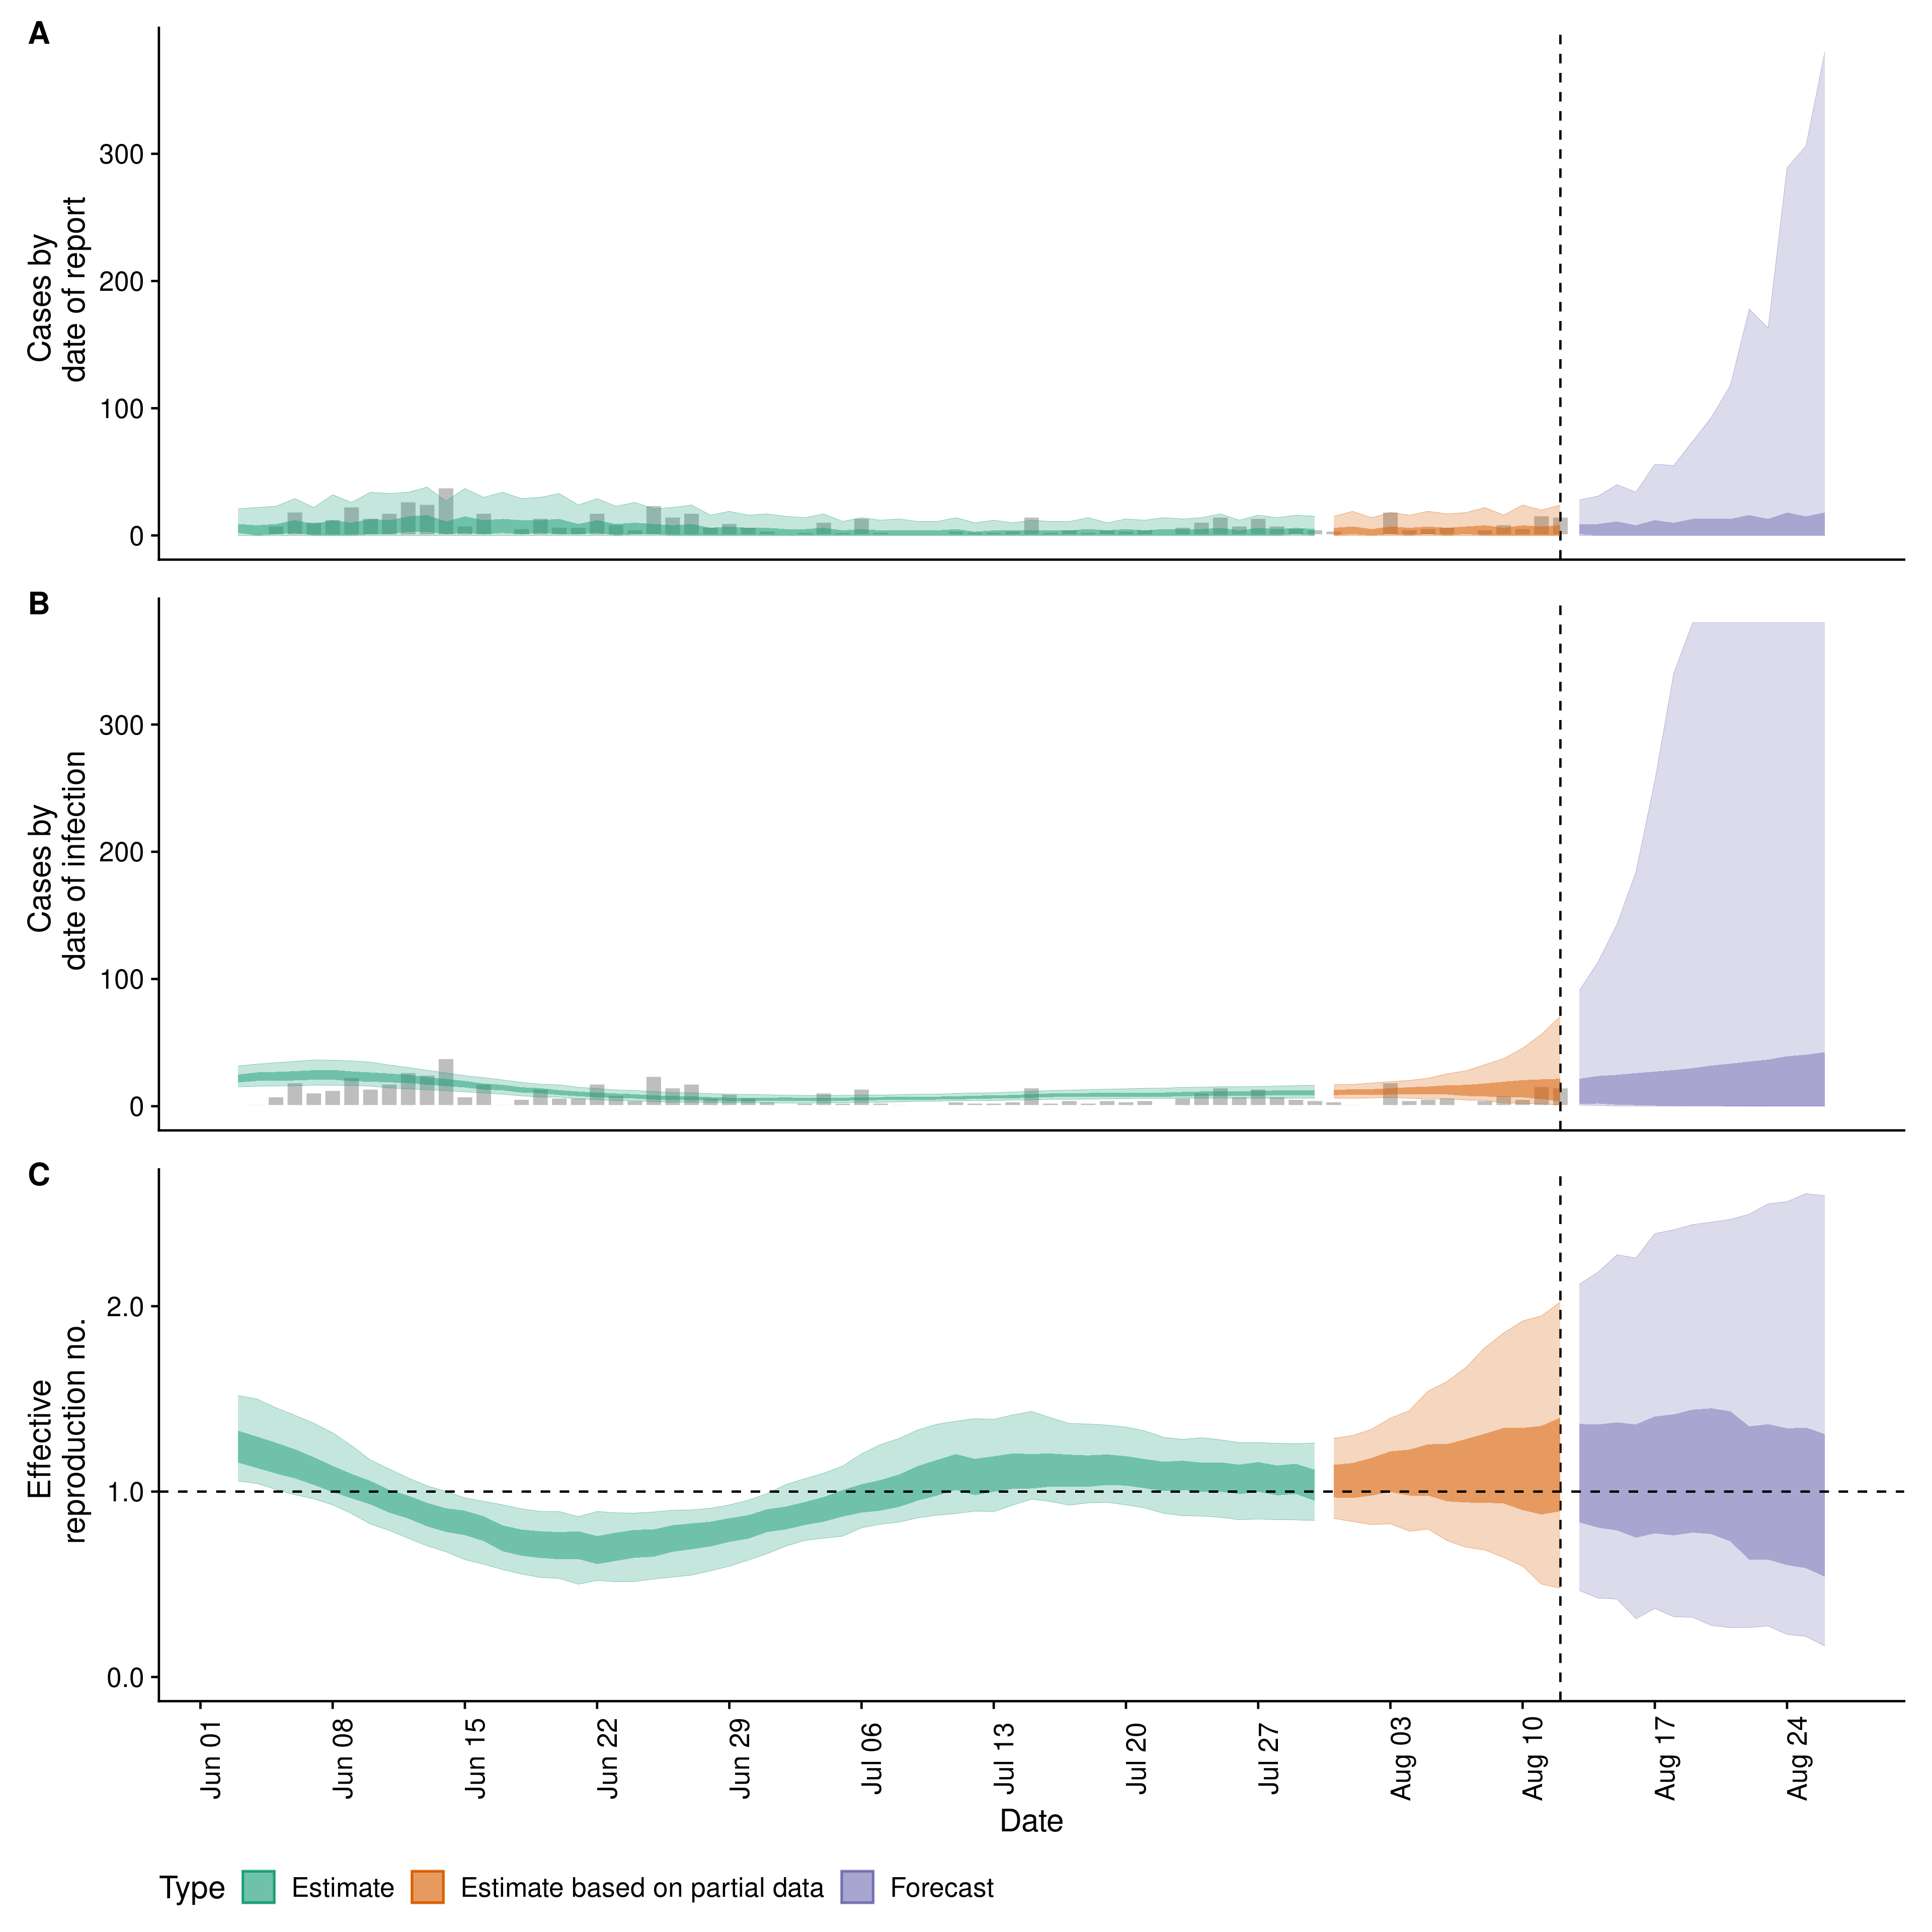 A
Cases by
date of report
300
200
100
0
B
Cases by
date of infection
300
200
100
0
C
Effective
reproduction no.
2.0
1.0
0.0
Jun 01
Jun 08
Jun 15
Jun 22
Jun 29
Jul 06
Jul 13
Jul 20
Jul 27
Aug 03
Aug 10
Aug 17
Aug 24
Date
Type Estimate Estimate based on partial data Forecast